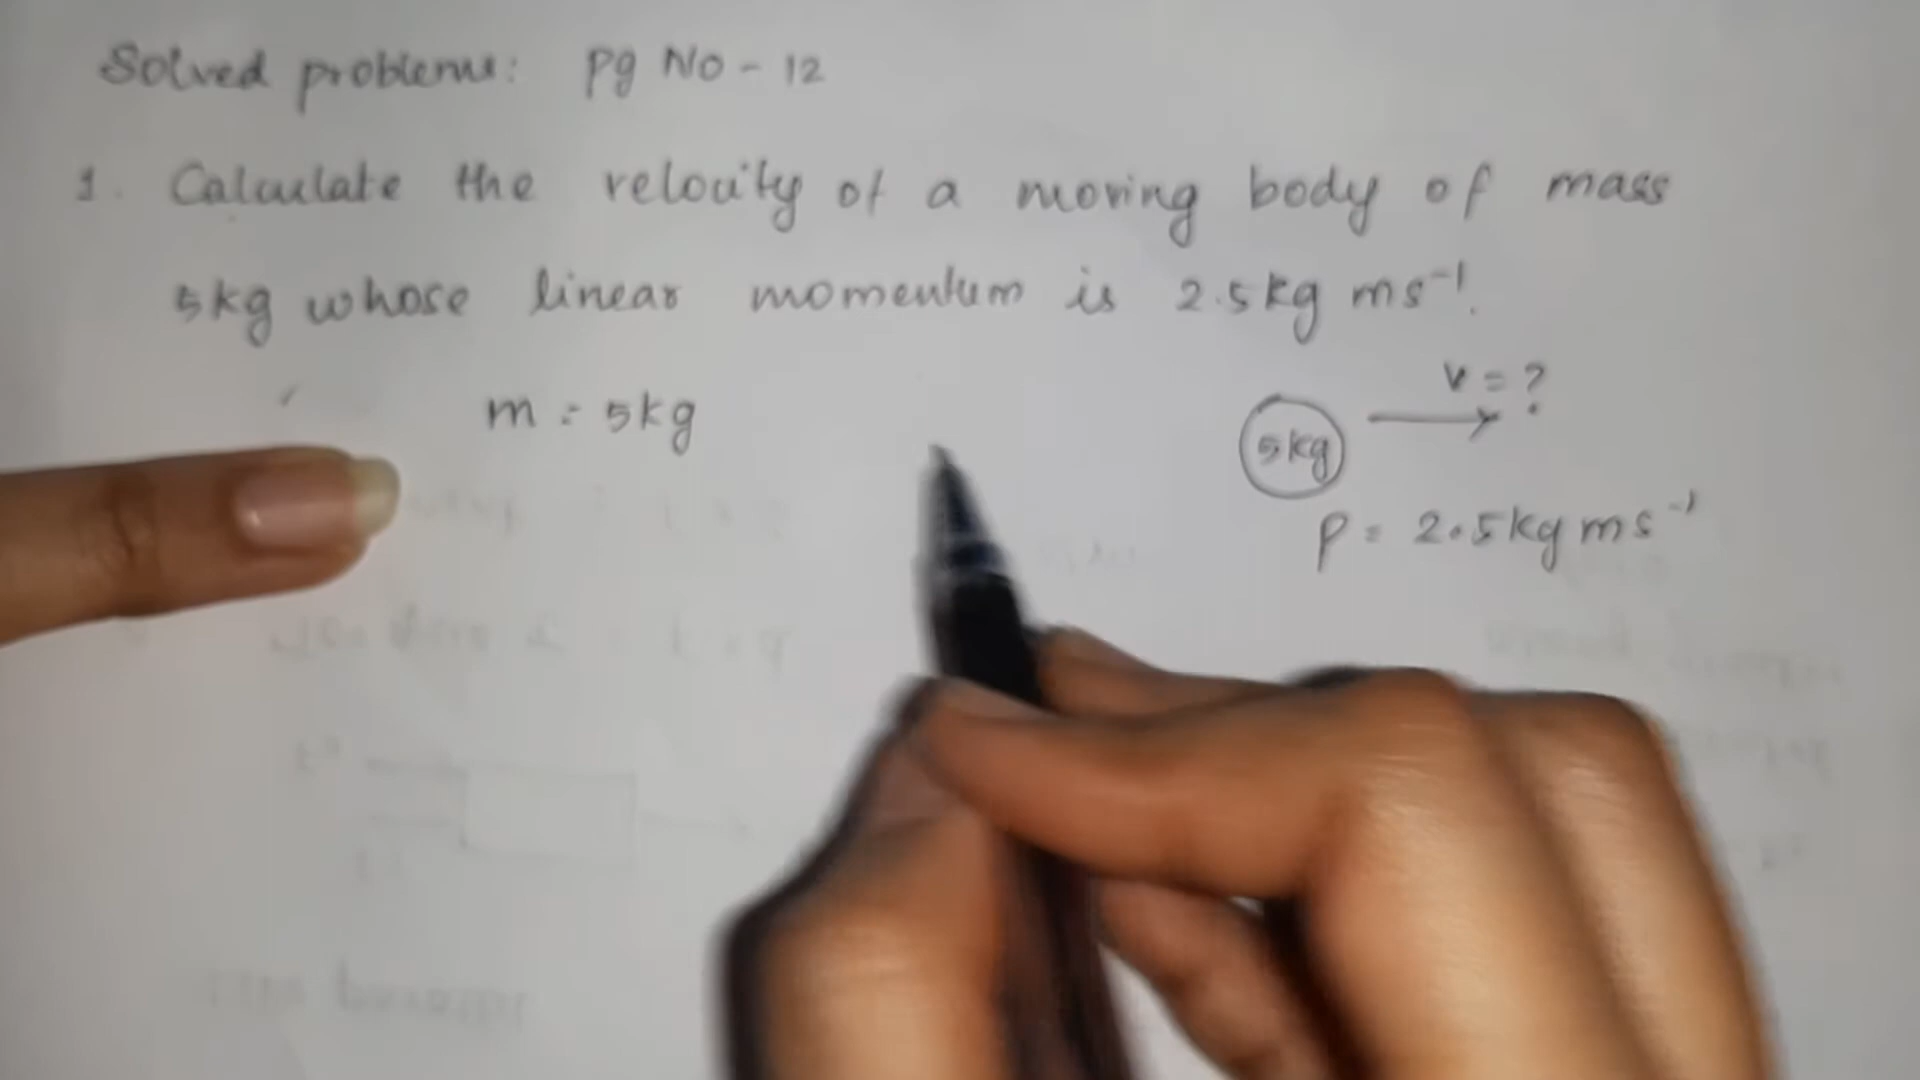 Solved problems: pg No - 12
1. Calculate the velocity of a moving body of mass
5kg whose linear momentum is 2.5kg ms⁻¹.
m = 5kg
v = ?
5kg
p = 2.5kg ms⁻¹